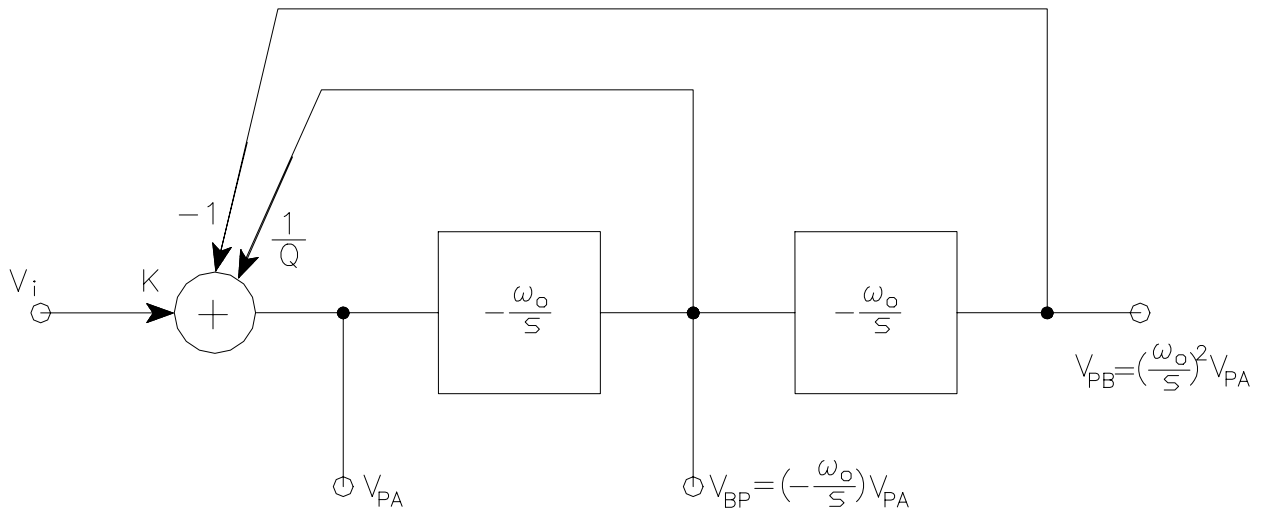 −1
1/Q
V_i
K
+
−ω_o/s
−ω_o/s
V_PB=(ω_o/s)^2 V_PA
V_PA
V_BP=(−ω_o/s)V_PA